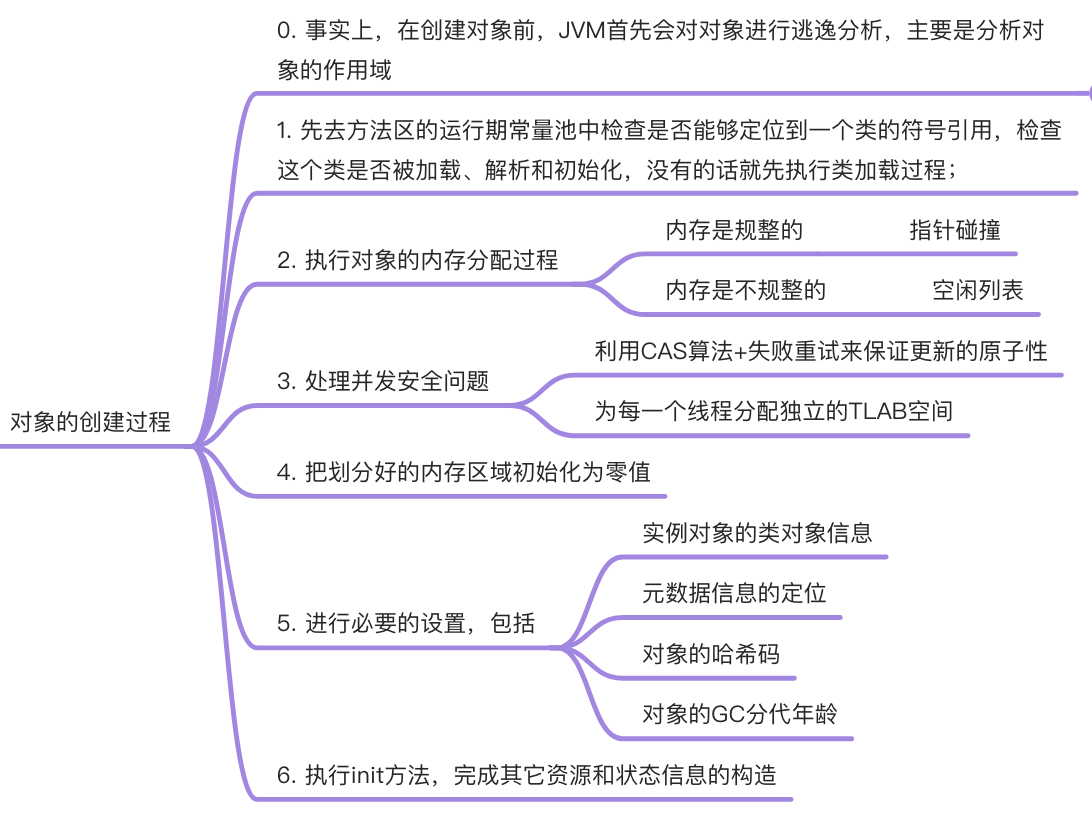 0. 事实上，在创建对象前，JVM首先会对对象进行逃逸分析，主要是分析对
象的作用域
1. 先去方法区的运行期常量池中检查是否能够定位到一个类的符号引用，检查
这个类是否被加载、解析和初始化，没有的话就先执行类加载过程；
2. 执行对象的内存分配过程
内存是规整的 指针碰撞
内存是不规整的 空闲列表
3. 处理并发安全问题
利用CAS算法+失败重试来保证更新的原子性
为每一个线程分配独立的TLAB空间
对象的创建过程
4. 把划分好的内存区域初始化为零值
5. 进行必要的设置，包括
实例对象的类对象信息
元数据信息的定位
对象的哈希码
对象的GC分代年龄
6. 执行init方法，完成其它资源和状态信息的构造